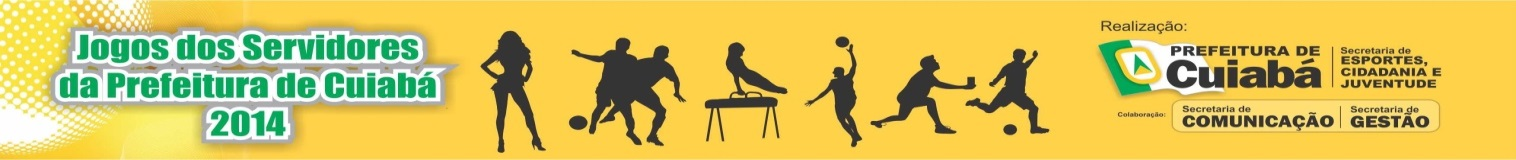 Jogos dos Servidores
da Prefeitura de Cuiabá
2014
Realização:
PREFEITURA DE
Cuiabá
Secretaria de
ESPORTES,
CIDADANIA E
JUVENTUDE
Colaboração:
Secretaria de
COMUNICAÇÃO
Secretaria de
GESTÃO